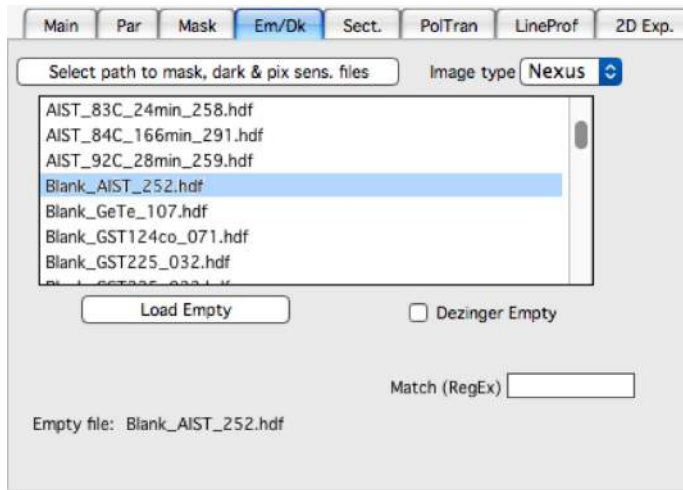 Main Par Mask Em/Dk Sect. PolTran LineProf 2D Exp.
Select path to mask, dark & pix sens. files Image type Nexus
AIST_83C_24min_258.hdf
AIST_84C_166min_291.hdf
AIST_92C_28min_259.hdf
Blank_AIST_252.hdf
Blank_GeTe_107.hdf
Blank_GST124co_071.hdf
Blank_GST225_032.hdf
Load Empty Dezinger Empty
Match (RegEx)
Empty file: Blank_AIST_252.hdf